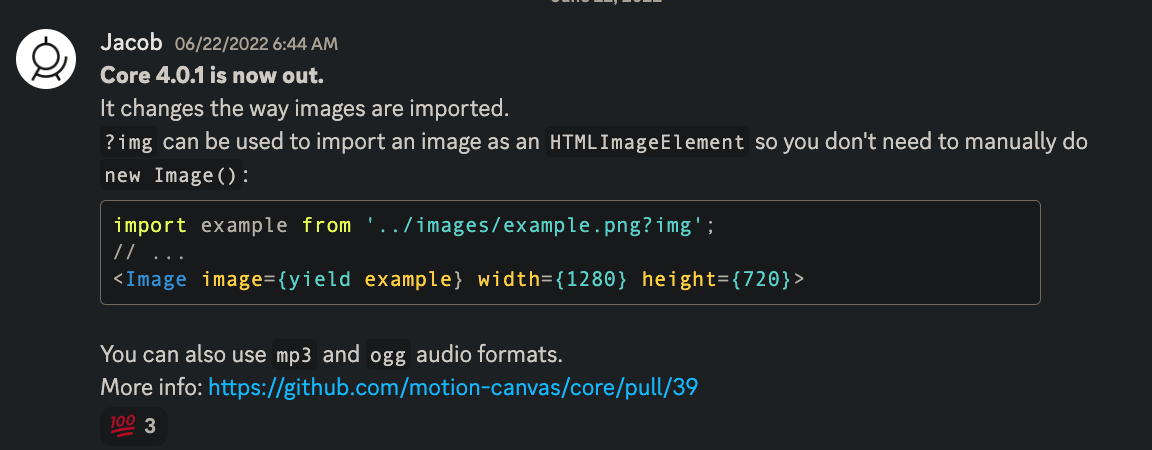 June 22, 2022
Jacob 06/22/2022 6:44 AM
Core 4.0.1 is now out.
It changes the way images are imported.
?img can be used to import an image as an HTMLImageElement so you don't need to manually do
new Image():
import example from '../images/example.png?img';
// ...
<Image image={yield example} width={1280} height={720}>
You can also use mp3 and ogg audio formats.
More info: https://github.com/motion-canvas/core/pull/39
💯 3